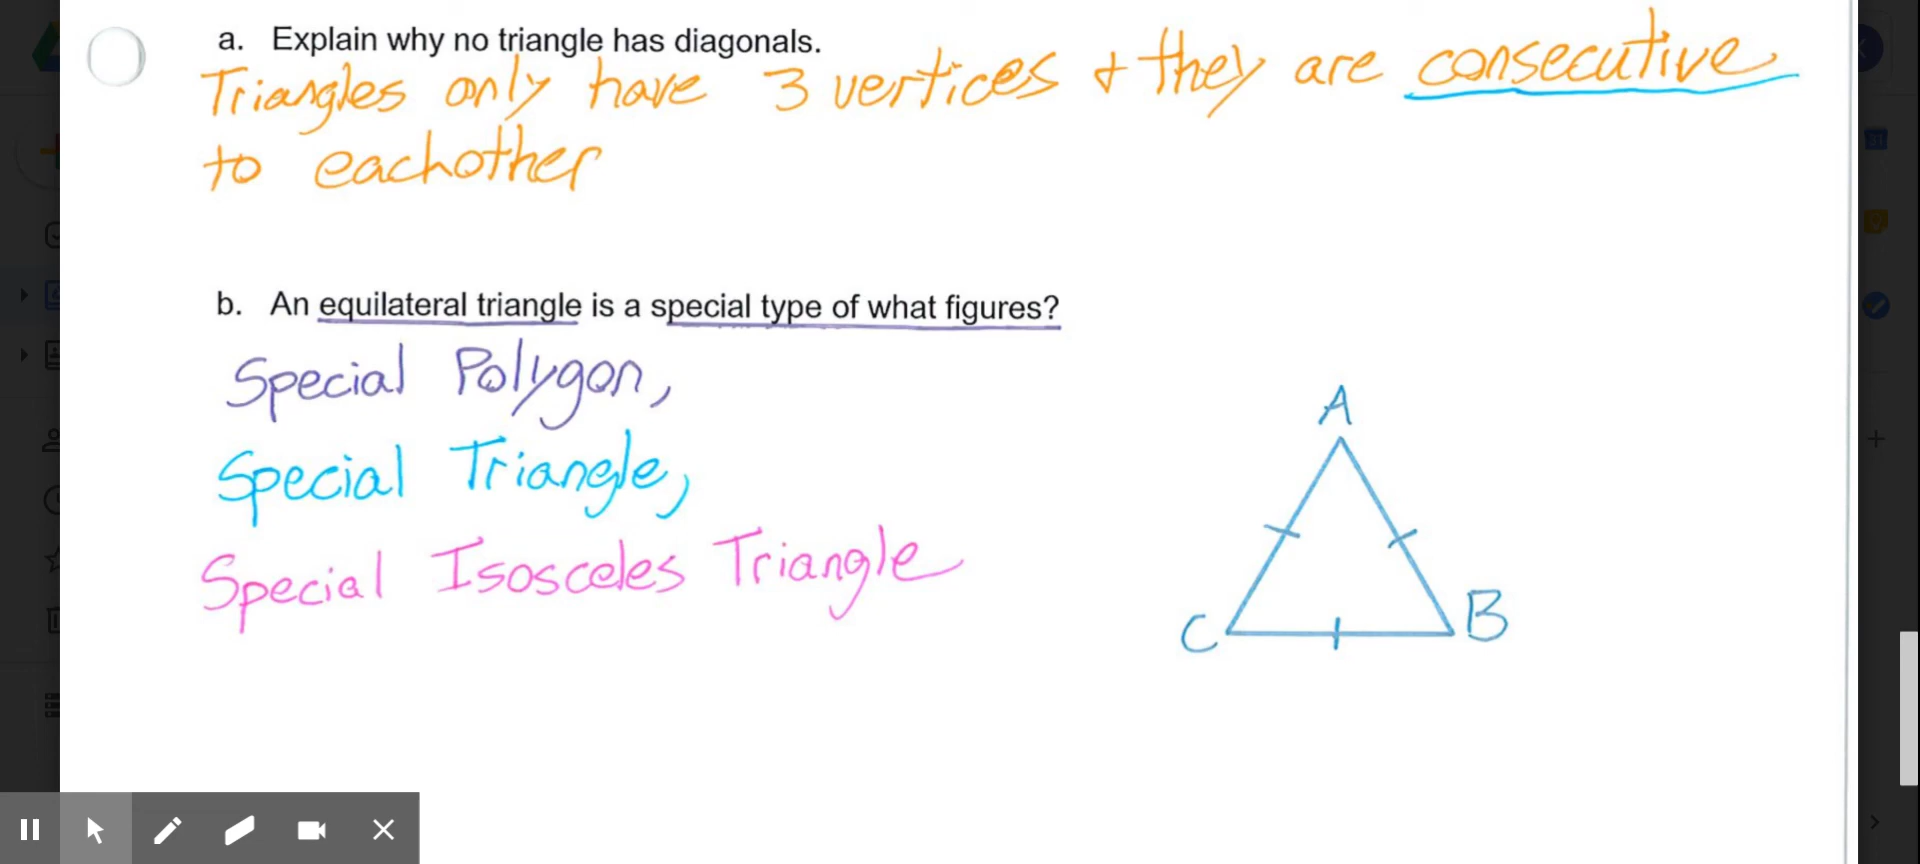 a. Explain why no triangle has diagonals.
Triangles only have 3 vertices + they are consecutive
to eachother
b. An equilateral triangle is a special type of what figures?
Special Polygon,
Special Triangle,
Special Isosceles Triangle
A
C
B